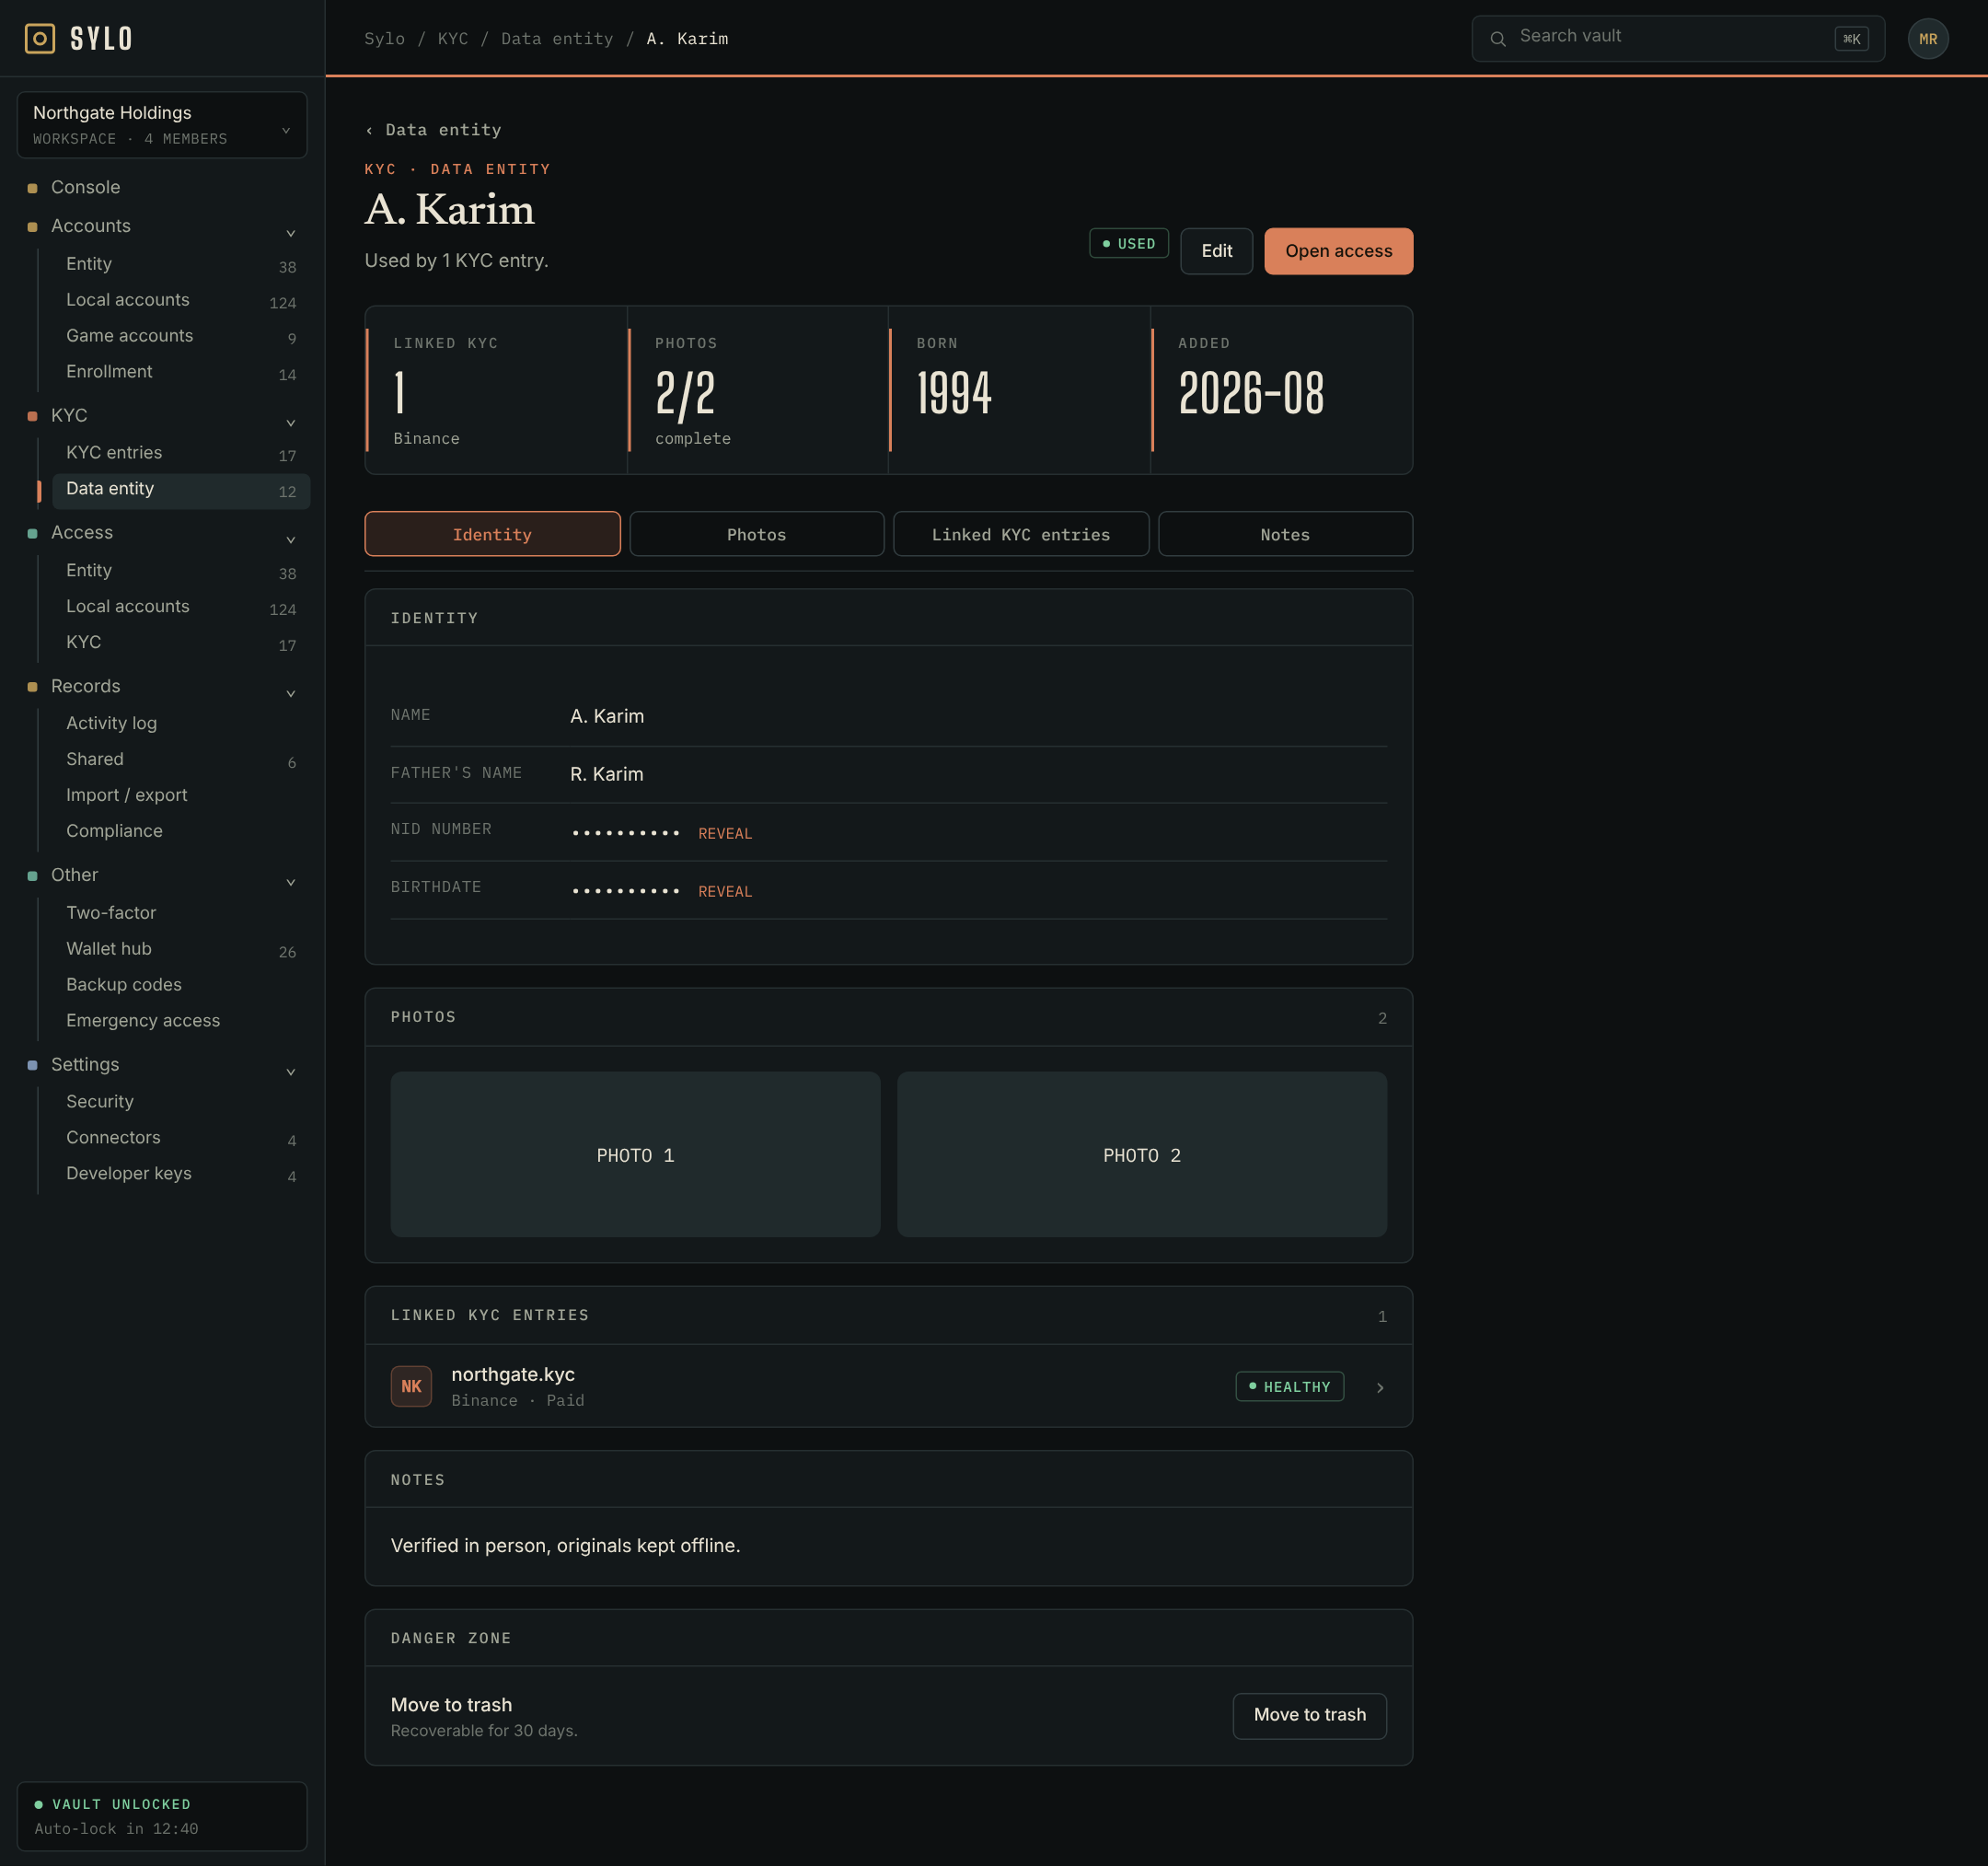 SYLO
Northgate Holdings
WORKSPACE · 4 MEMBERS
Console
Accounts
Entity 38
Local accounts 124
Game accounts 9
Enrollment 14
KYC
KYC entries 17
Data entity 12
Access
Entity 38
Local accounts 124
KYC 17
Records
Activity log
Shared 6
Import / export
Compliance
Other
Two-factor
Wallet hub 26
Backup codes
Emergency access
Settings
Security
Connectors 4
Developer keys 4
VAULT UNLOCKED
Auto-lock in 12:40
Sylo / KYC / Data entity / A. Karim
Search vault ⌘K
MR
‹ Data entity
KYC · DATA ENTITY
A. Karim
Used by 1 KYC entry.
USED Edit Open access
LINKED KYC
1
Binance
PHOTOS
2/2
complete
BORN
1994
ADDED
2026-08
Identity Photos Linked KYC entries Notes
IDENTITY
NAME A. Karim
FATHER'S NAME R. Karim
NID NUMBER •••••••••• REVEAL
BIRTHDATE •••••••••• REVEAL
PHOTOS 2
PHOTO 1 PHOTO 2
LINKED KYC ENTRIES 1
NK
northgate.kyc
Binance · Paid
HEALTHY ›
NOTES
Verified in person, originals kept offline.
DANGER ZONE
Move to trash
Recoverable for 30 days.
Move to trash